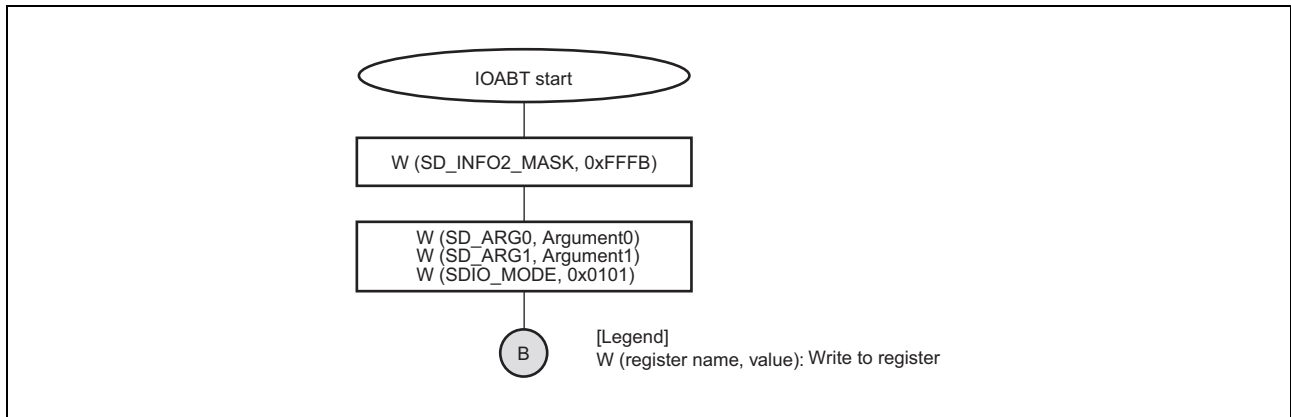 IOABT start
W (SD_INFO2_MASK, 0xFFFB)
W (SD_ARG0, Argument0)
W (SD_ARG1, Argument1)
W (SDIO_MODE, 0x0101)
B
[Legend]
W (register name, value): Write to register